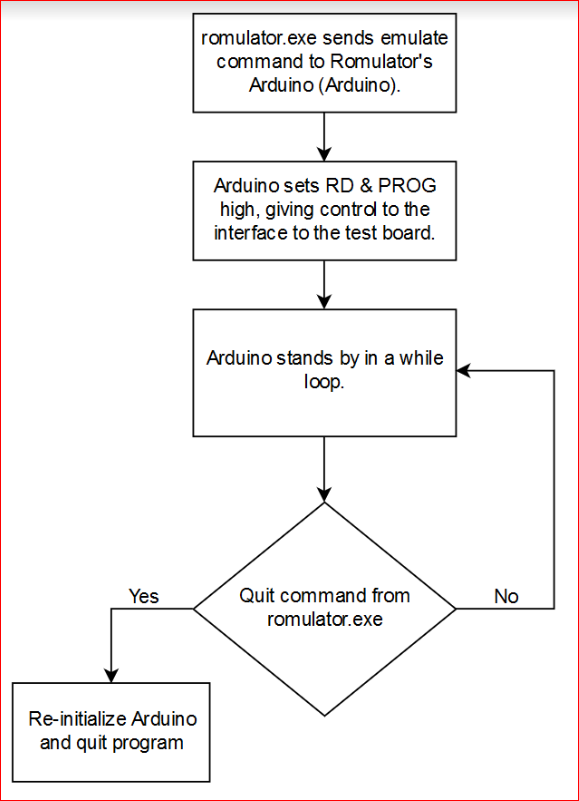 romulator.exe sends emulate
command to Romulator's
Arduino (Arduino).
Arduino sets RD & PROG
high, giving control to the
interface to the test board.
Arduino stands by in a while
loop.
Quit command from
romulator.exe
Yes
No
Re-initialize Arduino
and quit program